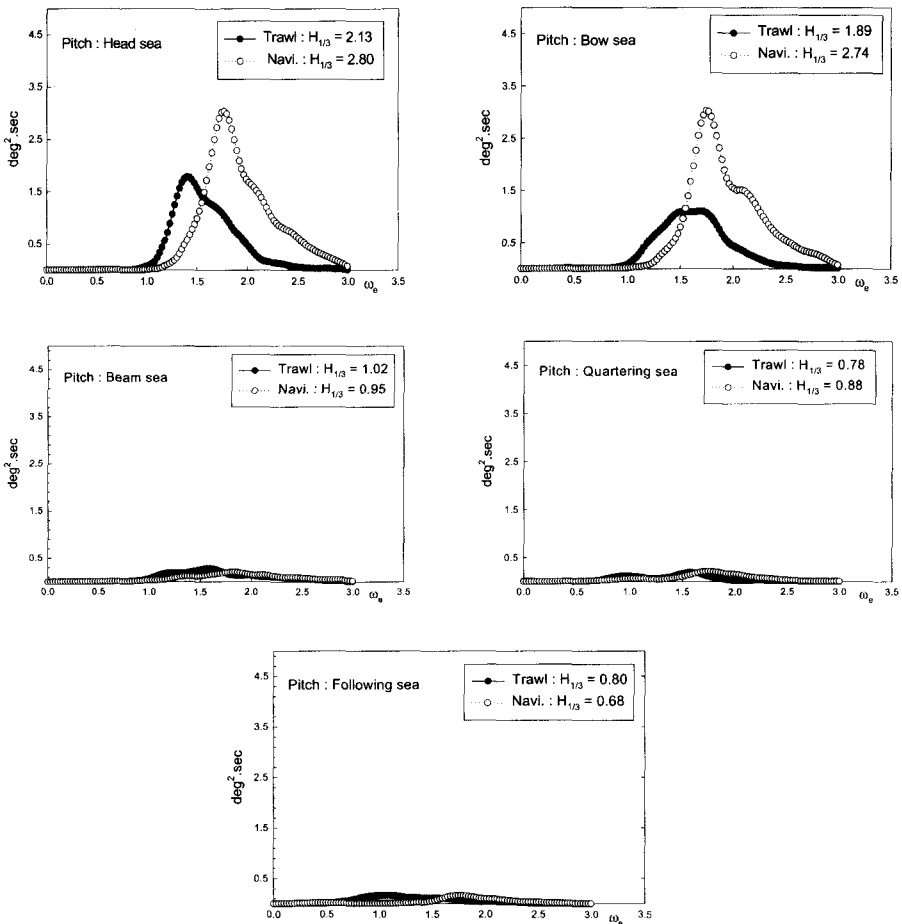 Pitch : Head sea
Trawl : H1/3 = 2.13
Navi. : H1/3 = 2.80
deg².sec
4.5
3.5
2.5
1.5
0.5
0.0 0.5 1.0 1.5 2.0 2.5 3.0 3.5
ωe
Pitch : Bow sea
Trawl : H1/3 = 1.89
Navi. : H1/3 = 2.74
deg².sec
4.5
3.5
2.5
1.5
0.5
0.0 0.5 1.0 1.5 2.0 2.5 3.0 3.5
ωe
Pitch : Beam sea
Trawl : H1/3 = 1.02
Navi. : H1/3 = 0.95
deg².sec
4.5
3.5
2.5
1.5
0.5
0.0 0.5 1.0 1.5 2.0 2.5 3.0 3.5
ωe
Pitch : Quartering sea
Trawl : H1/3 = 0.78
Navi. : H1/3 = 0.88
deg².sec
4.5
3.5
2.5
1.5
0.5
0.0 0.5 1.0 1.5 2.0 2.5 3.0 3.5
ωe
Pitch : Following sea
Trawl : H1/3 = 0.80
Navi. : H1/3 = 0.68
deg².sec
4.5
3.5
2.5
1.5
0.5
0.0 0.5 1.0 1.5 2.0 2.5 3.0 3.5
ωe